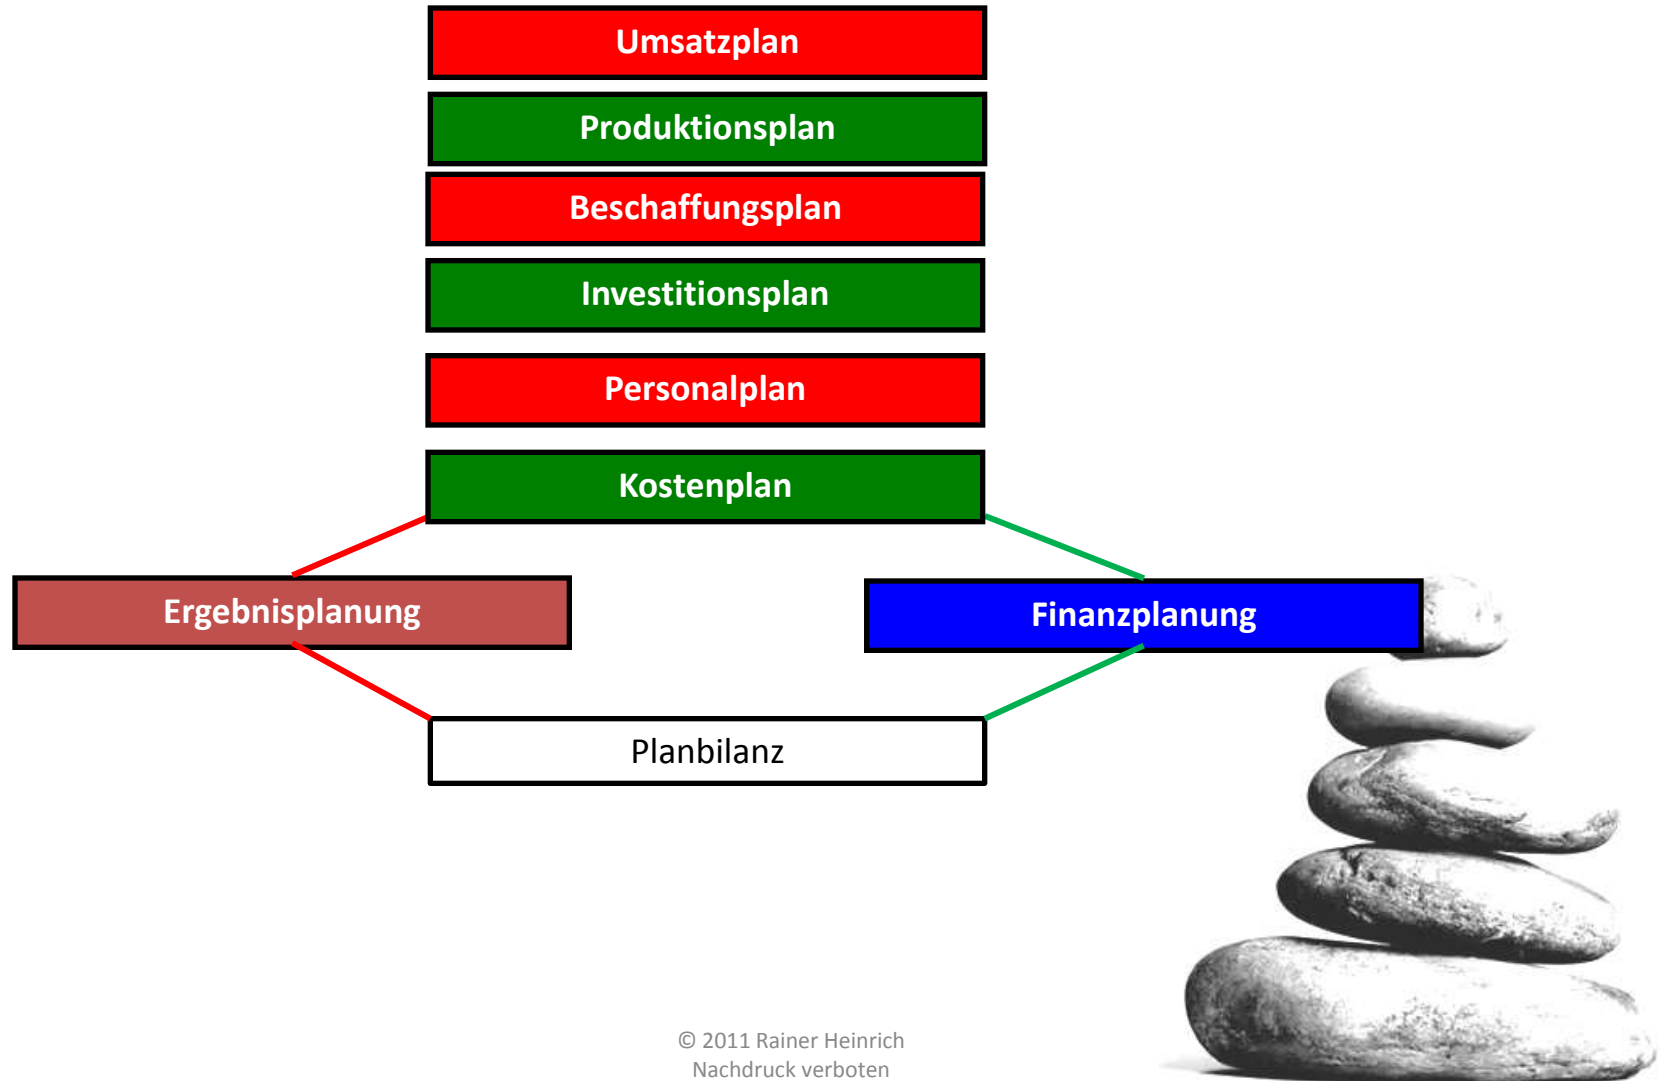 Umsatzplan
Produktionsplan
Beschaffungsplan
Investitionsplan
Personalplan
Kostenplan
Ergebnisplanung
Finanzplanung
Planbilanz
© 2011 Rainer Heinrich
Nachdruck verboten